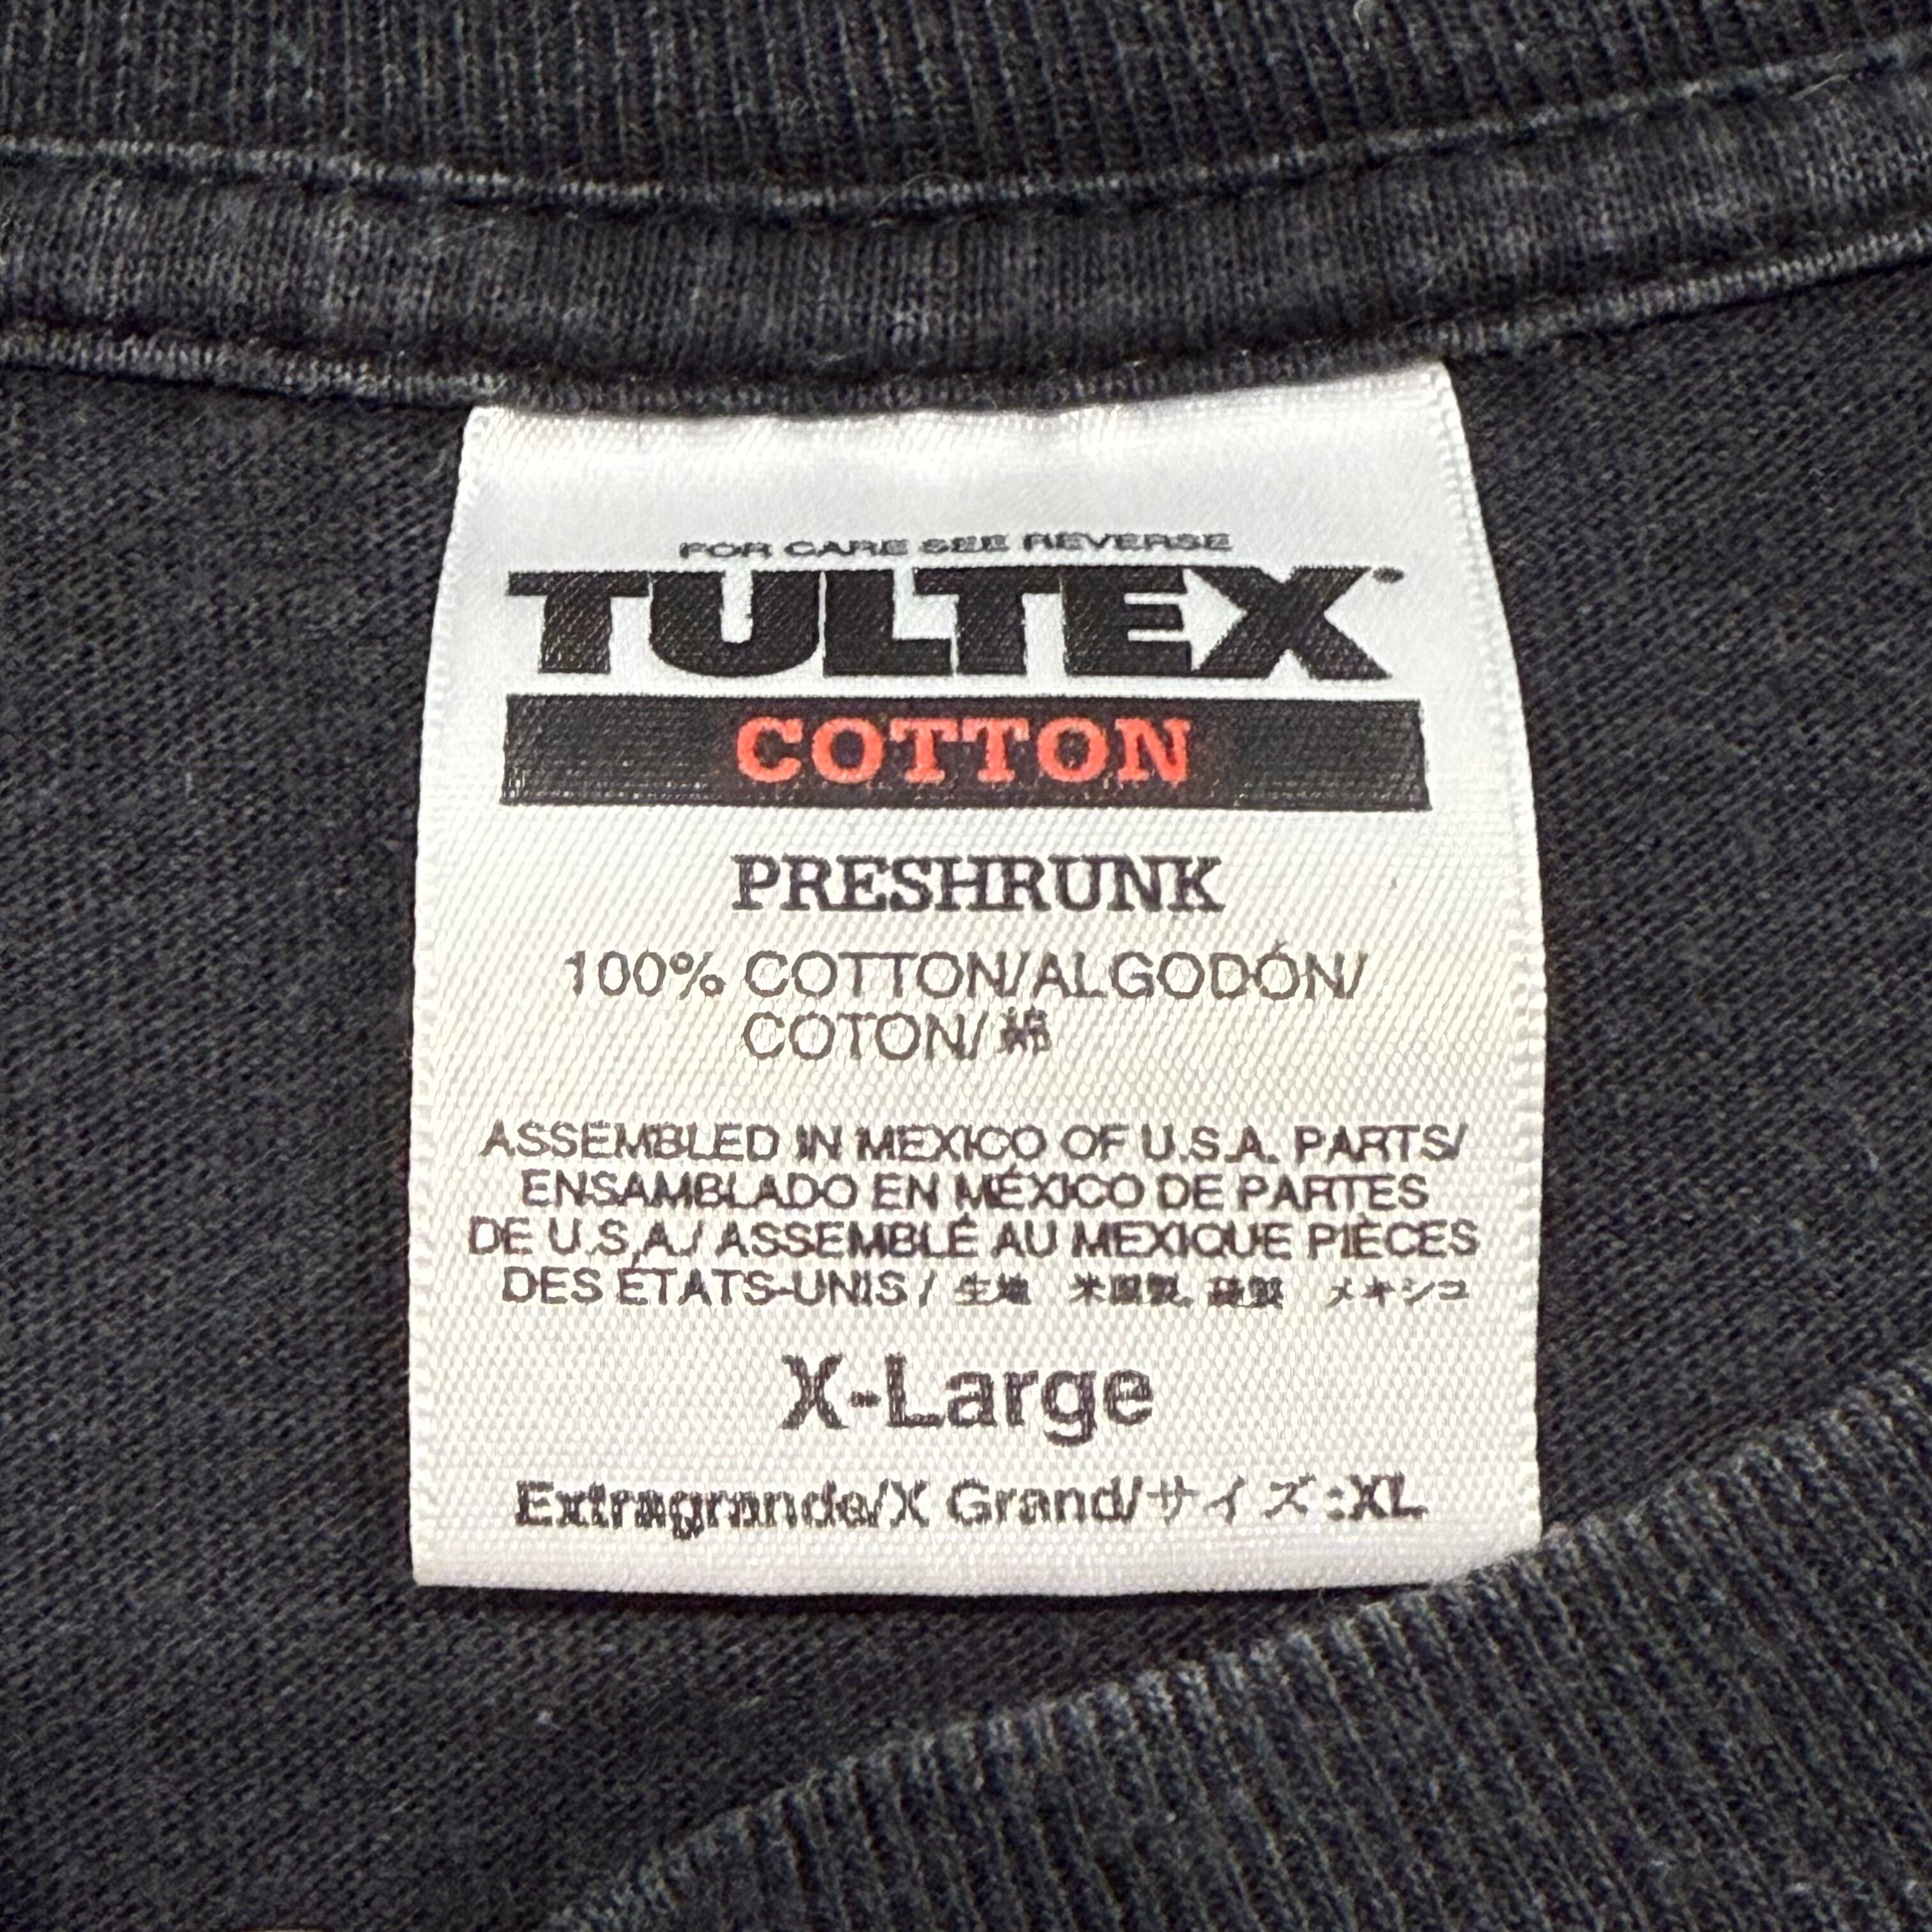 FOR CARE SEE REVERSE
TULTEX
COTTON
PRESHRUNK
100% COTTON/ALGODÓN/
COTON/綿
ASSEMBLED IN MEXICO OF U.S.A. PARTS/
ENSAMBLADO EN MÉXICO DE PARTES
DE U.S.A./ ASSEMBLÉ AU MEXIQUE PIÈCES
DES ÉTATS-UNIS / 生地 米国製, 縫製 メキシコ
X-Large
Extragrande/X Grand/サイズ:XL